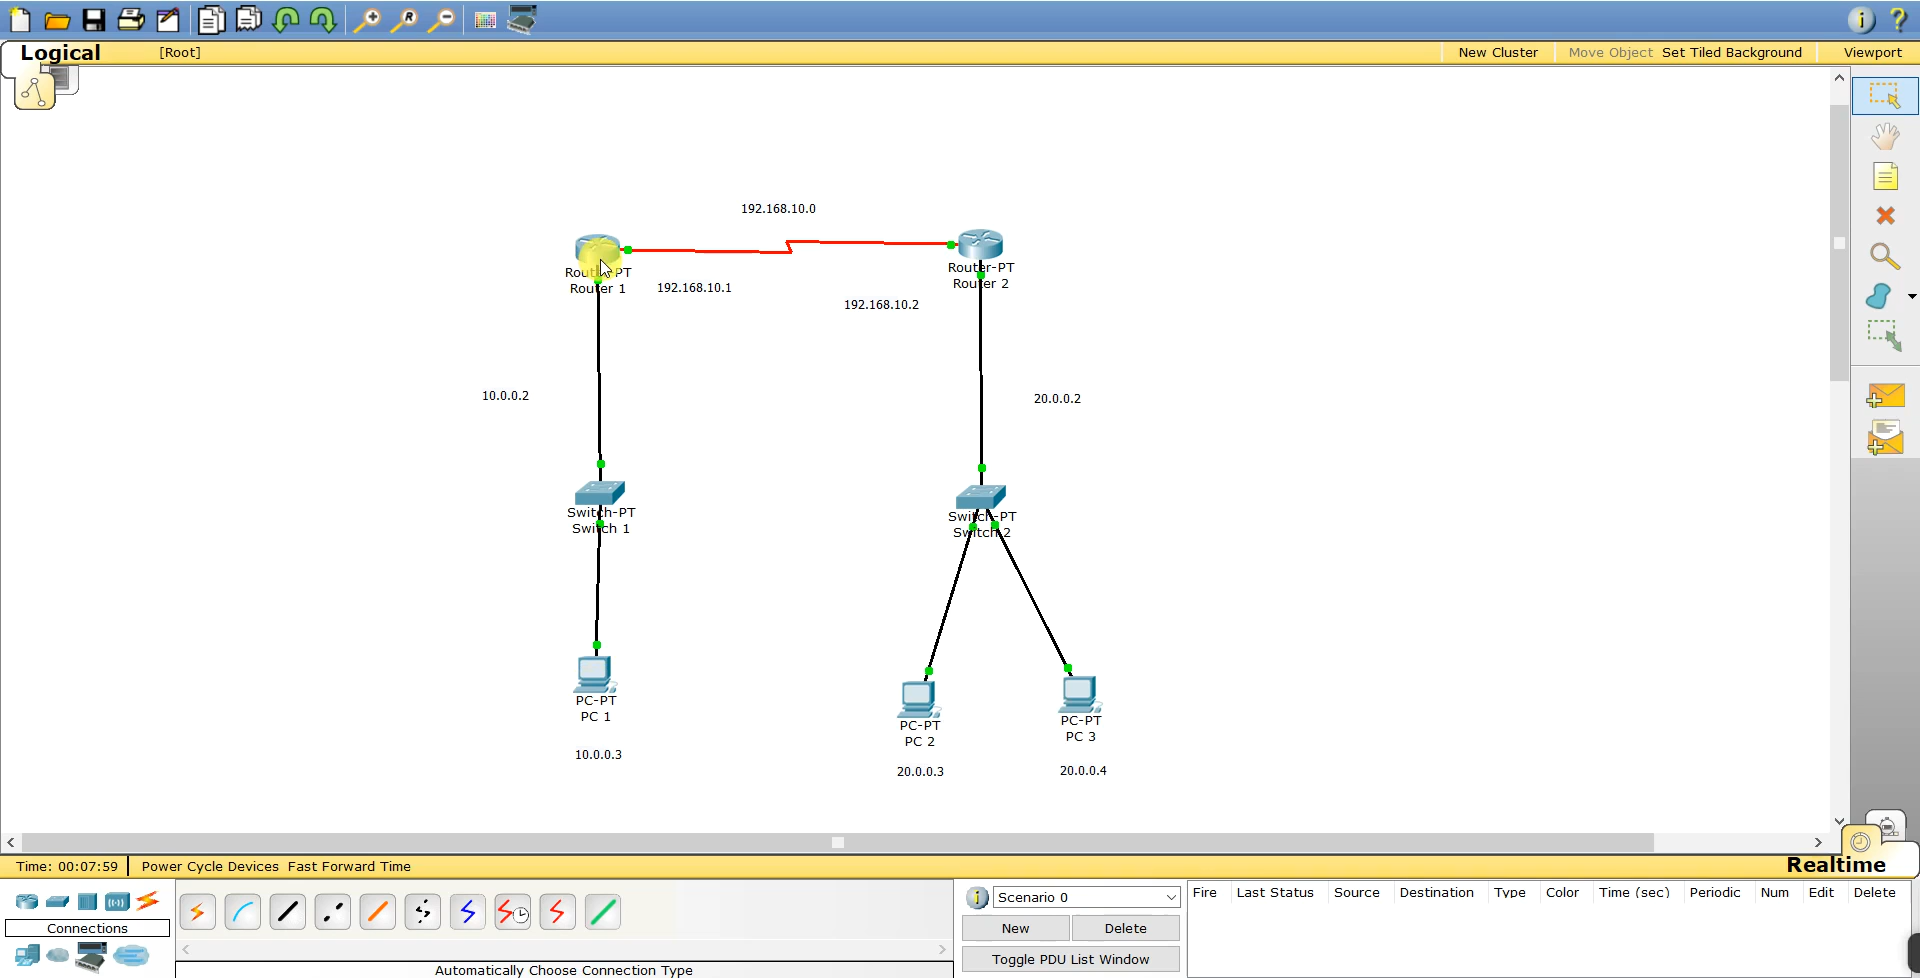 Logical [Root] New Cluster Move Object Set Tiled Background Viewport
192.168.10.0
Router-PT
Router 1
Router-PT
Router 2
192.168.10.1
192.168.10.2
10.0.0.2
20.0.0.2
Switch-PT
Switch 1
Switch-PT
Switch 2
PC-PT
PC 1
PC-PT
PC 2
PC-PT
PC 3
10.0.0.3
20.0.0.3
20.0.0.4
Time: 00:07:59 Power Cycle Devices Fast Forward Time Realtime
Connections
Automatically Choose Connection Type
Scenario 0
New Delete
Toggle PDU List Window
Fire Last Status Source Destination Type Color Time (sec) Periodic Num Edit Delete